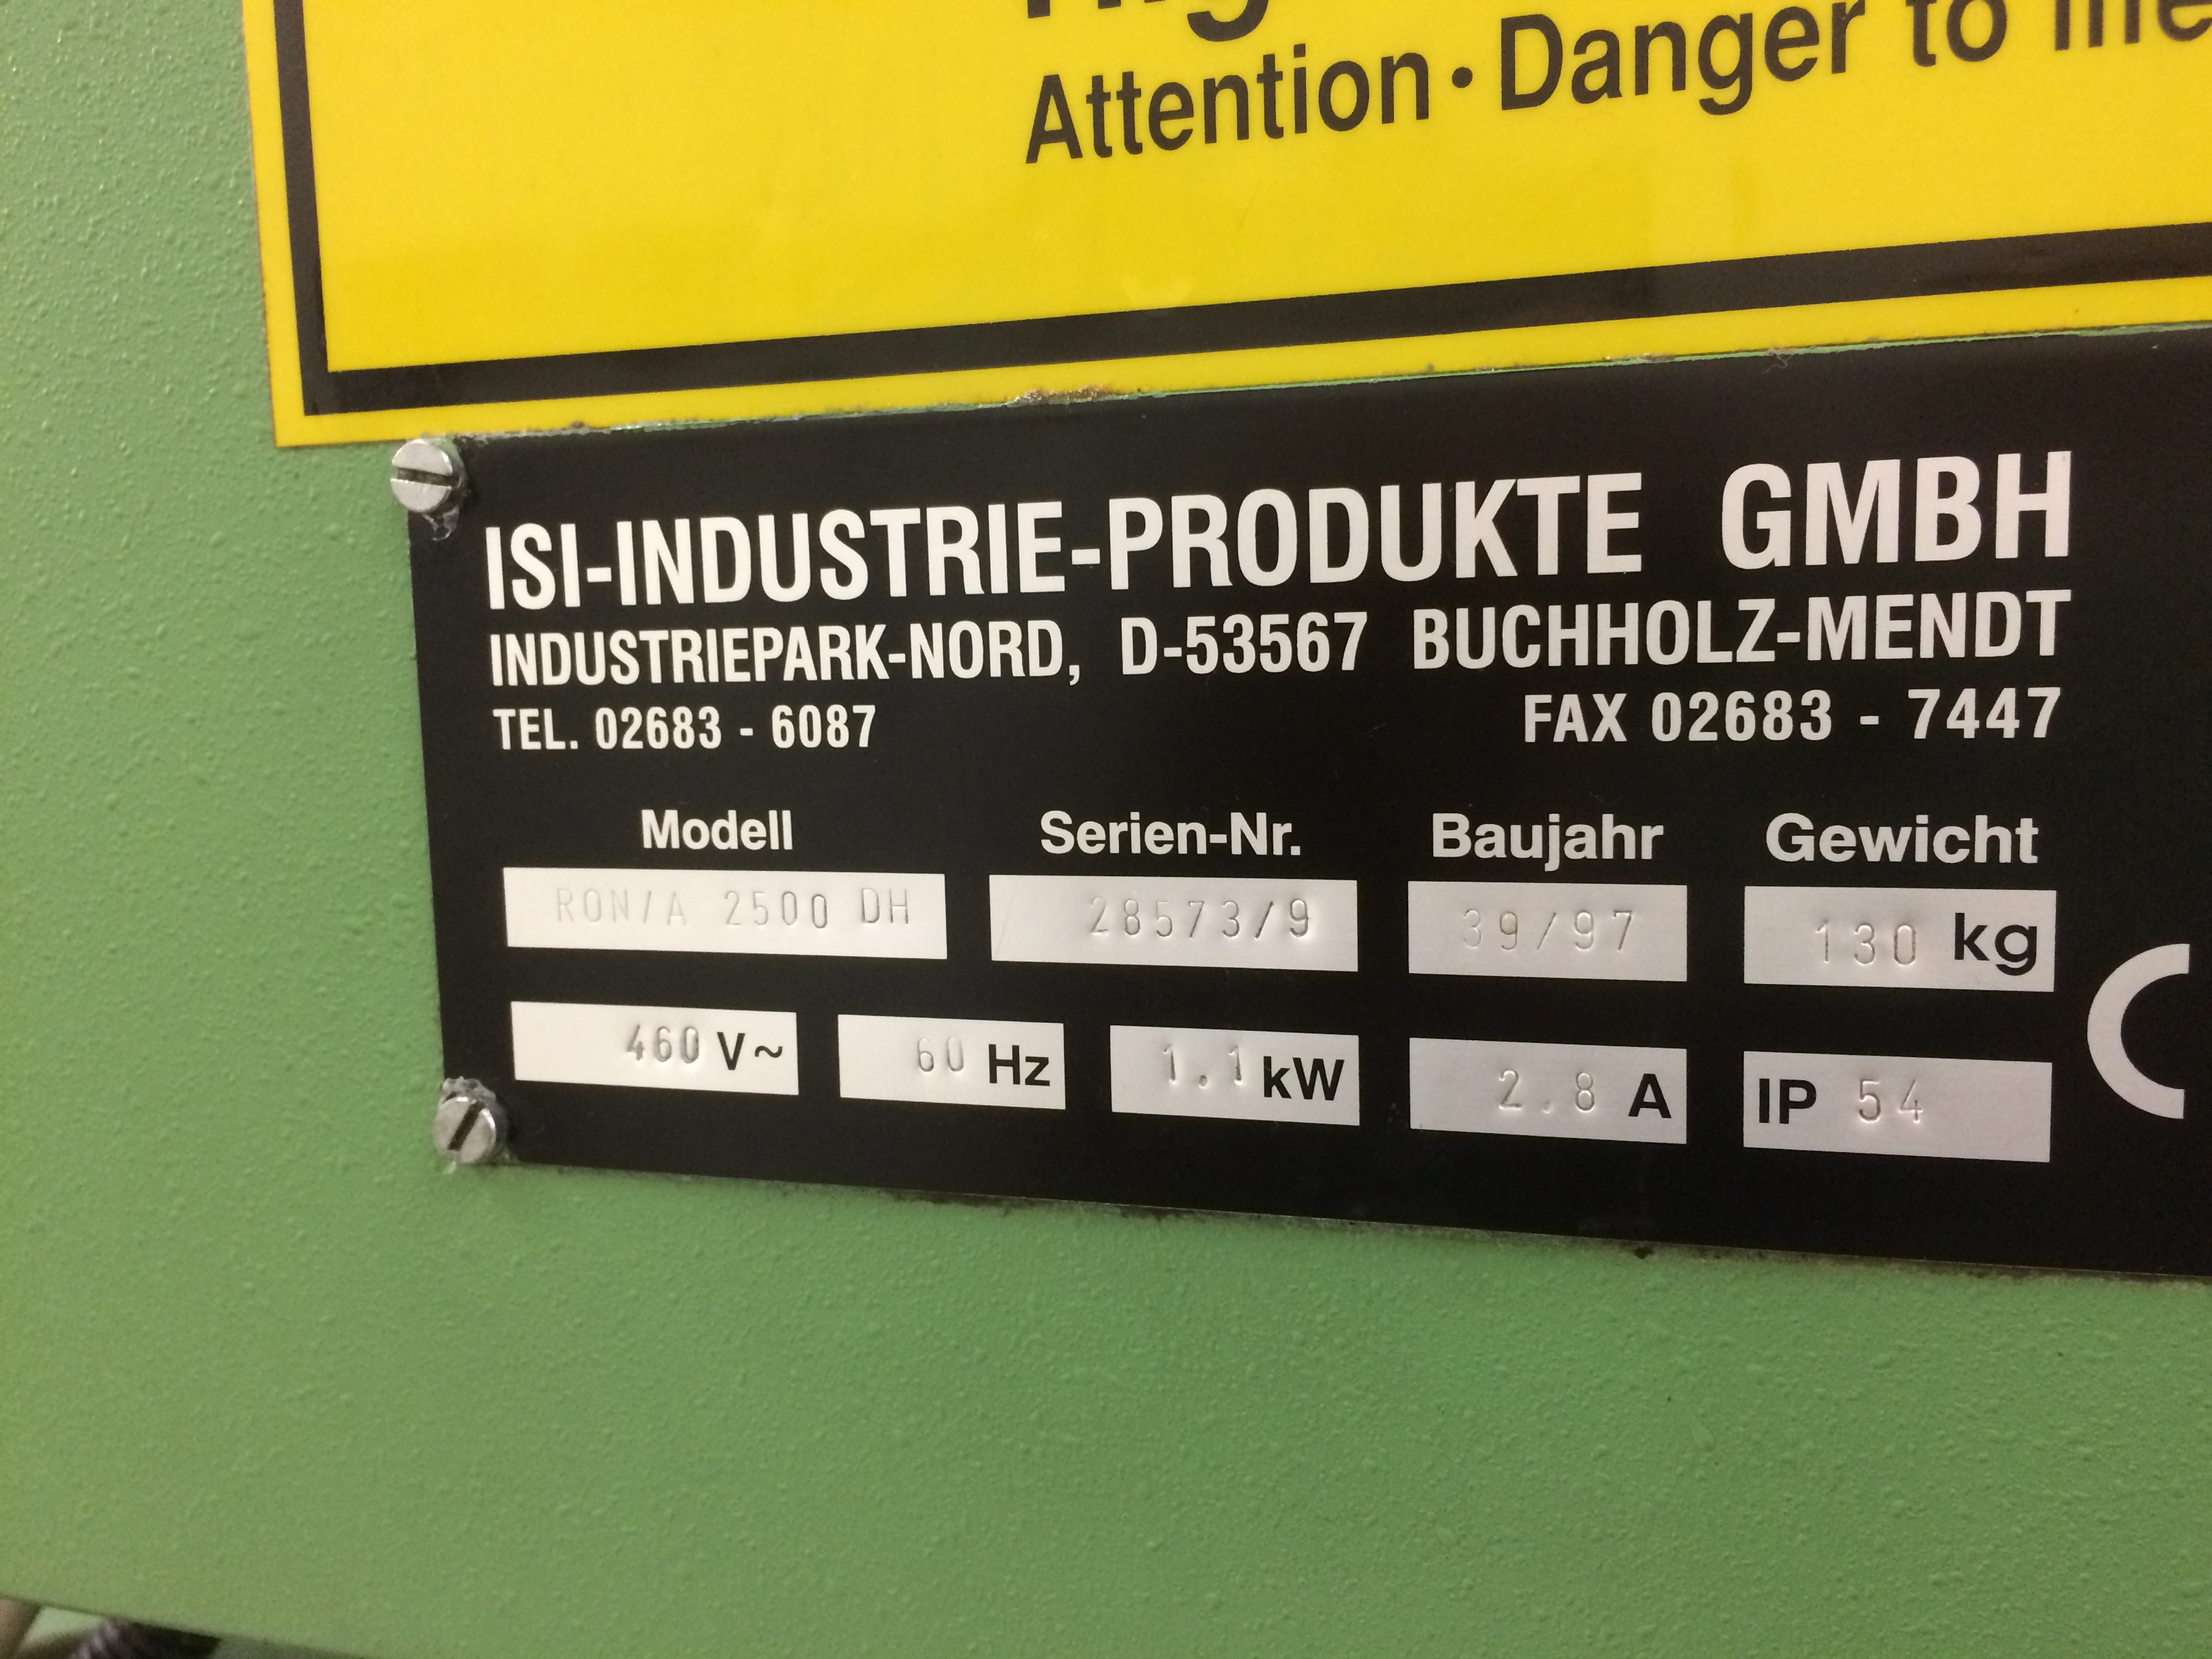 Attention · Danger to life
ISI-INDUSTRIE-PRODUKTE GMBH
INDUSTRIEPARK-NORD, D-53567 BUCHHOLZ-MENDT
TEL. 02683 - 6087 FAX 02683 - 7447
Modell Serien-Nr. Baujahr Gewicht
RON/A 2500 DH 28573/9 39/97 130 kg
460 V~ 60 Hz 1.1 kW 2.8 A IP 54